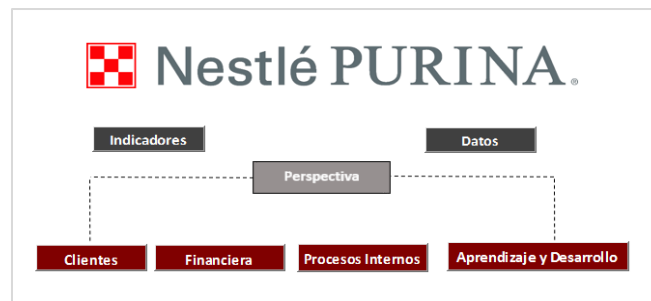 Nestlé PURINA®
Indicadores
Datos
Perspectiva
Clientes
Financiera
Procesos Internos
Aprendizaje y Desarrollo